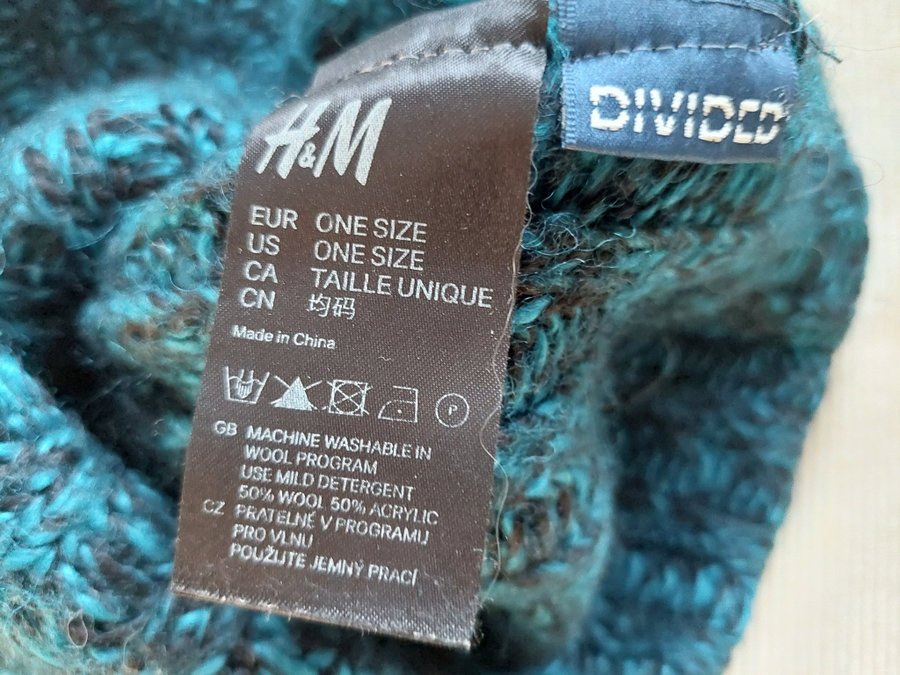 H&M
DIVIDED
EUR ONE SIZE
US ONE SIZE
CA TAILLE UNIQUE
CN 均码
Made in China
P
GB MACHINE WASHABLE IN
WOOL PROGRAM
USE MILD DETERGENT
50% WOOL 50% ACRYLIC
CZ PRATELNÉ V PROGRAMU
PRO VLNU
POUŽIJTE JEMNÝ PRACÍ